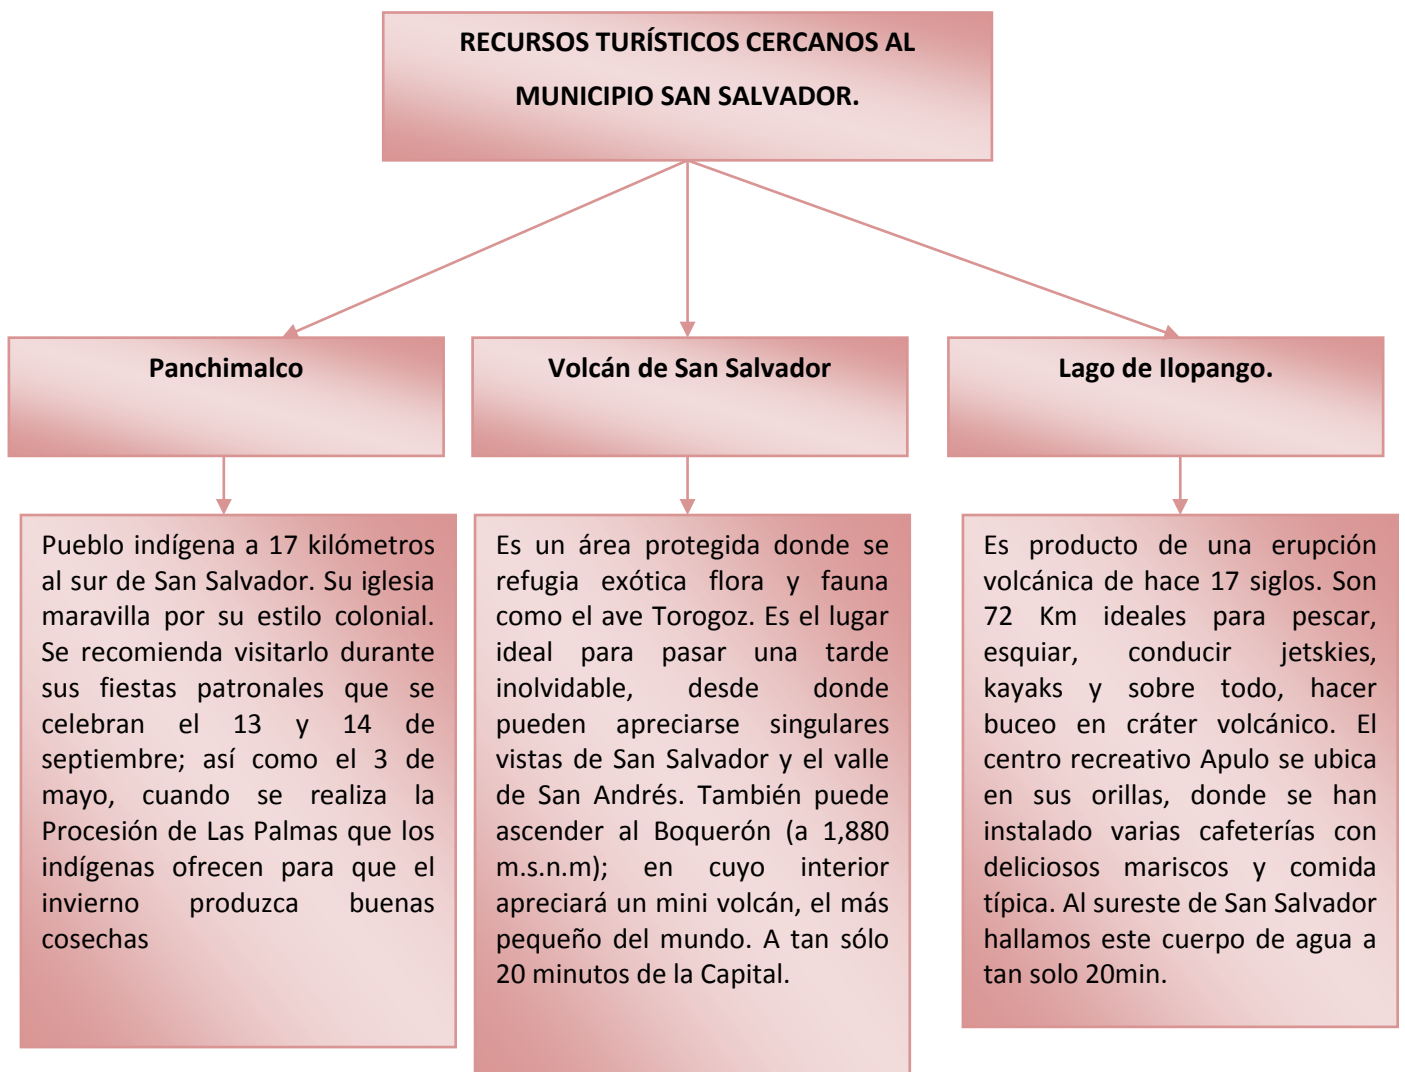 RECURSOS TURÍSTICOS CERCANOS AL
MUNICIPIO SAN SALVADOR.
Panchimalco
Pueblo indígena a 17 kilómetros
al sur de San Salvador. Su iglesia
maravilla por su estilo colonial.
Se recomienda visitarlo durante
sus fiestas patronales que se
celebran el 13 y 14 de
septiembre; así como el 3 de
mayo, cuando se realiza la
Procesión de Las Palmas que los
indígenas ofrecen para que el
invierno produzca buenas
cosechas
Volcán de San Salvador
Es un área protegida donde se
refugia exótica flora y fauna
como el ave Torogoz. Es el lugar
ideal para pasar una tarde
inolvidable, desde donde
pueden apreciarse singulares
vistas de San Salvador y el valle
de San Andrés. También puede
ascender al Boquerón (a 1,880
m.s.n.m); en cuyo interior
apreciará un mini volcán, el más
pequeño del mundo. A tan sólo
20 minutos de la Capital.
Lago de Ilopango.
Es producto de una erupción
volcánica de hace 17 siglos. Son
72 Km ideales para pescar,
esquiar, conducir jetskies,
kayaks y sobre todo, hacer
buceo en cráter volcánico. El
centro recreativo Apulo se ubica
en sus orillas, donde se han
instalado varias cafeterías con
deliciosos mariscos y comida
típica. Al sureste de San Salvador
hallamos este cuerpo de agua a
tan solo 20min.